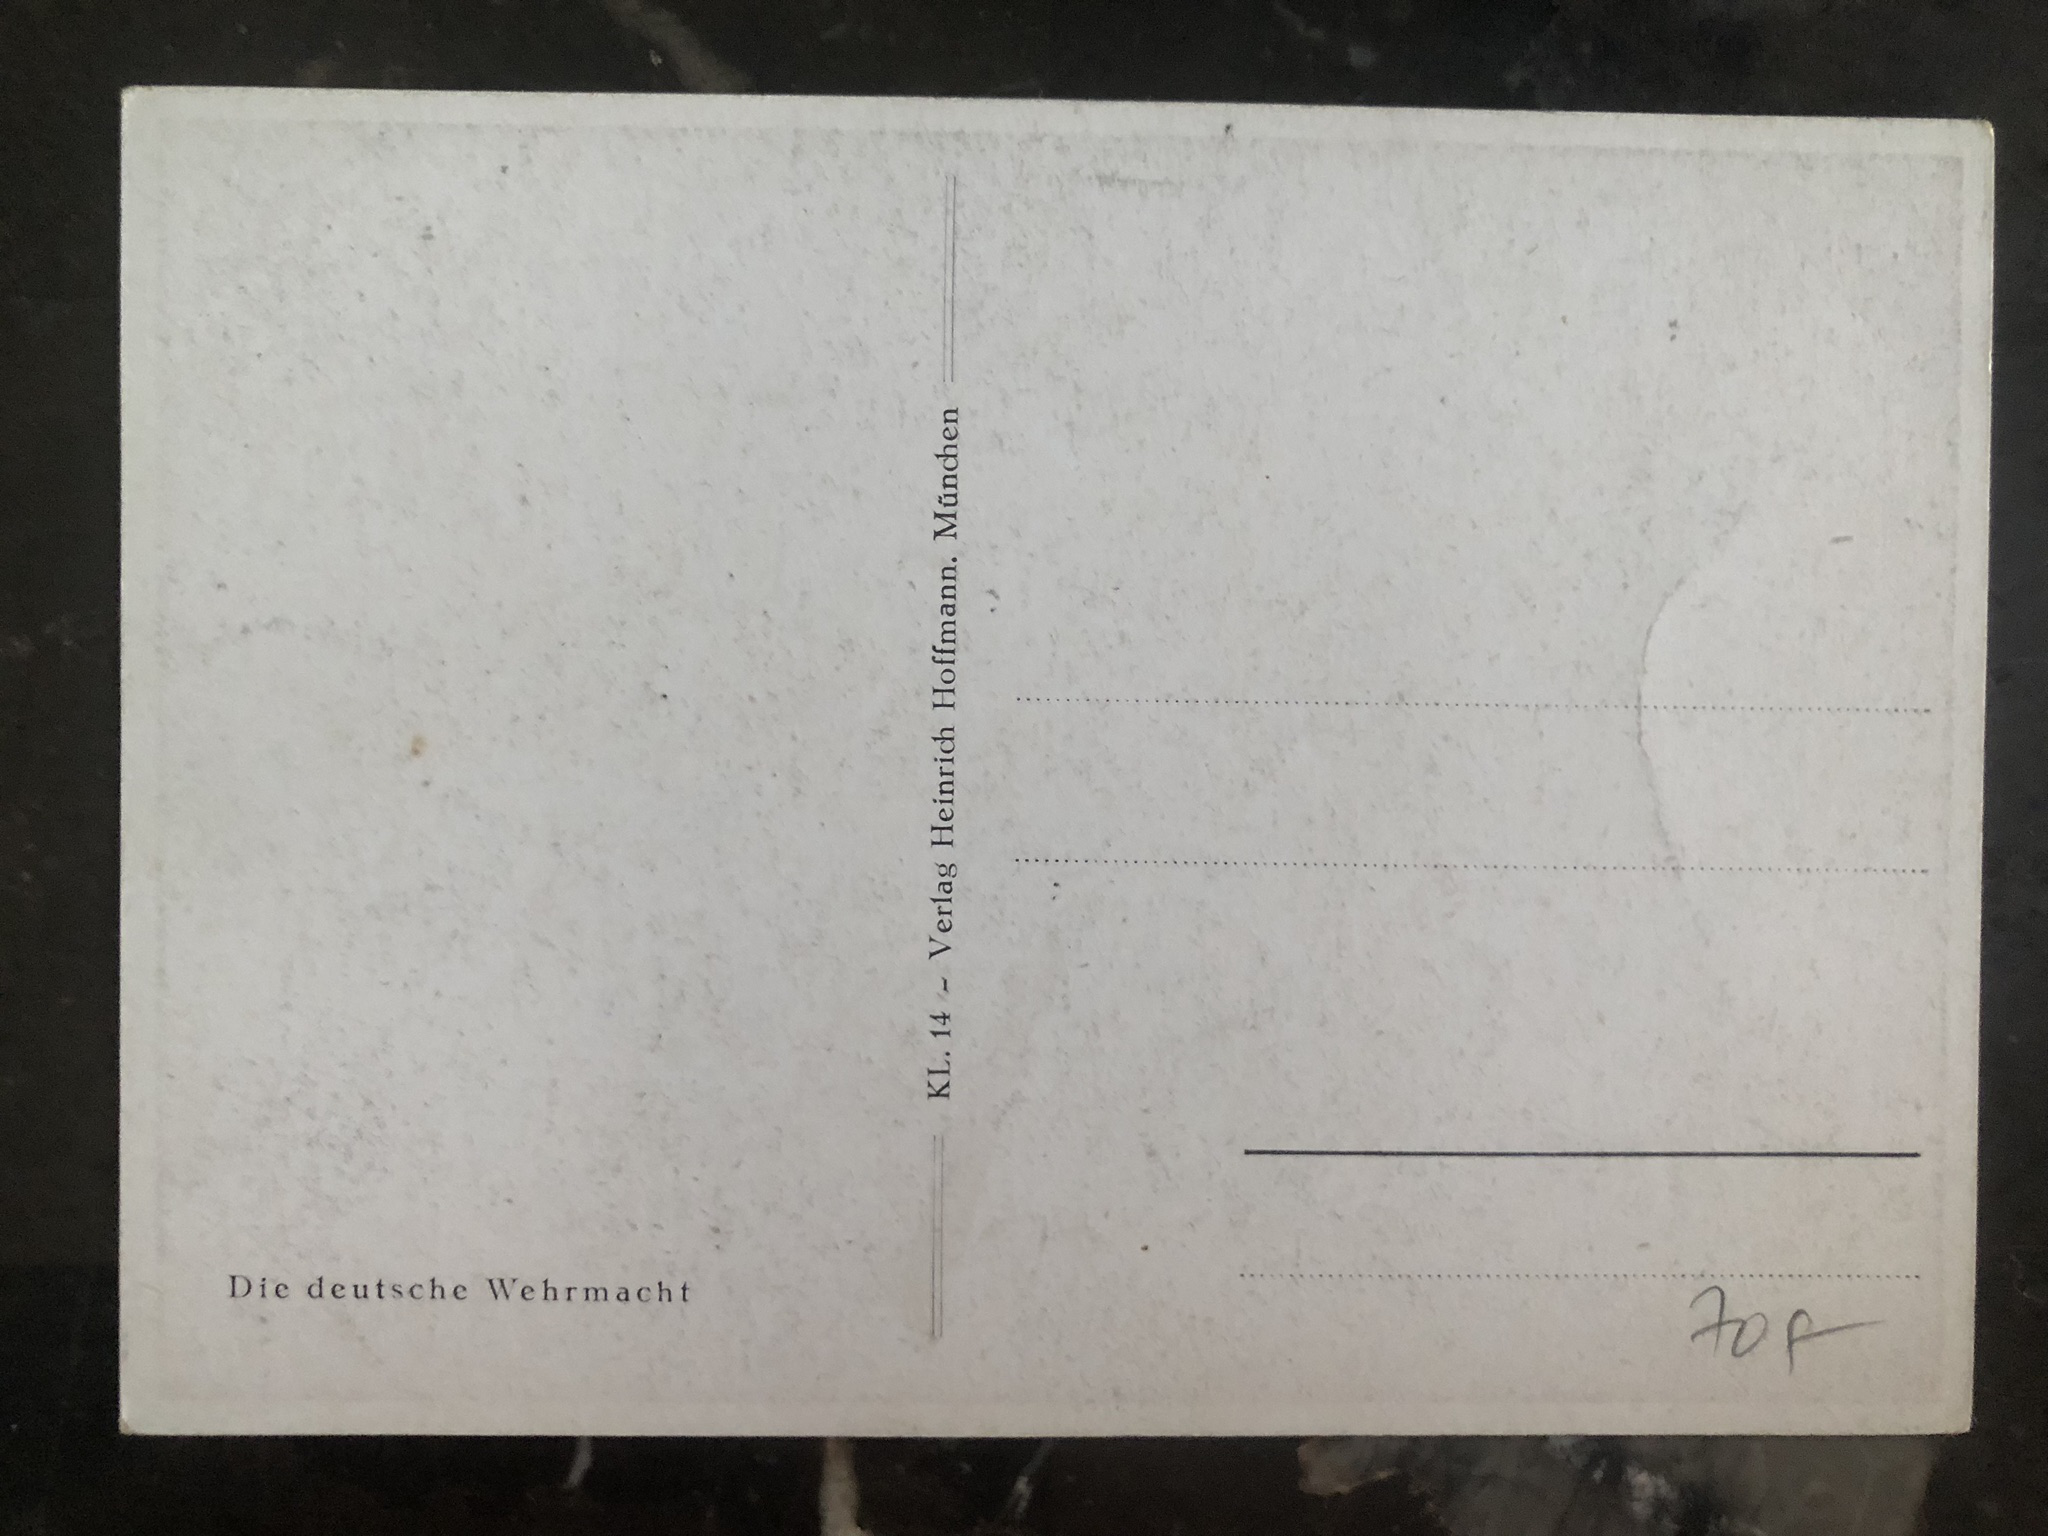 Die deutsche Wehrmacht
KL. 14 - Verlag Heinrich Hoffmann. München
70